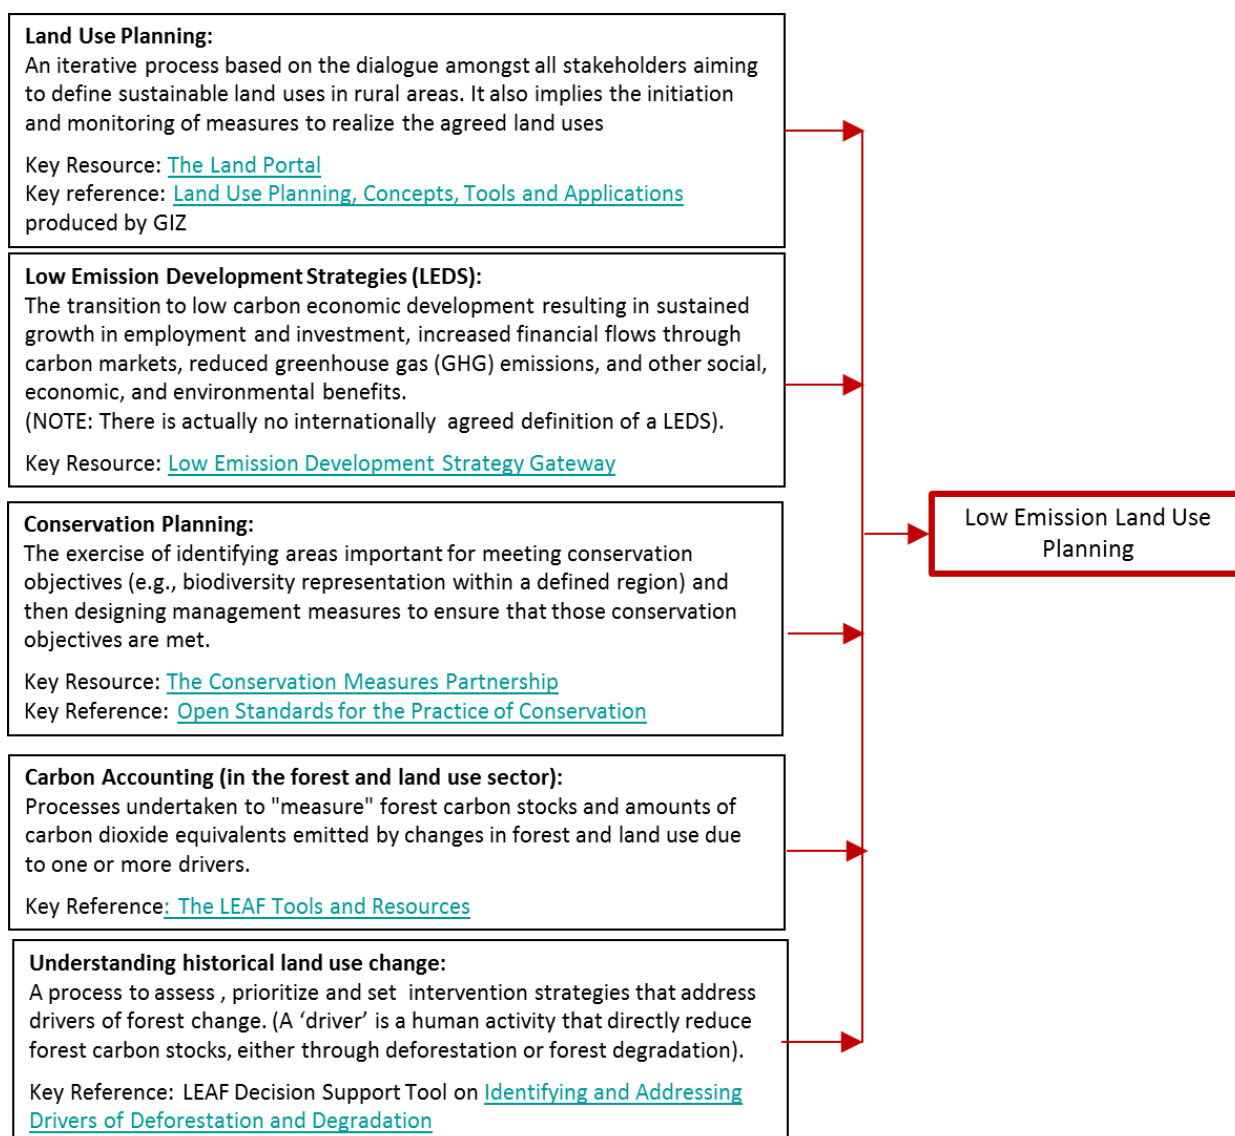 Land Use Planning:
An iterative process based on the dialogue amongst all stakeholders aiming
to define sustainable land uses in rural areas. It also implies the initiation
and monitoring of measures to realize the agreed land uses
Key Resource: The Land Portal
Key reference: Land Use Planning, Concepts, Tools and Applications
produced by GIZ
Low Emission Development Strategies (LEDS):
The transition to low carbon economic development resulting in sustained
growth in employment and investment, increased financial flows through
carbon markets, reduced greenhouse gas (GHG) emissions, and other social,
economic, and environmental benefits.
(NOTE: There is actually no internationally agreed definition of a LEDS).
Key Resource: Low Emission Development Strategy Gateway
Conservation Planning:
The exercise of identifying areas important for meeting conservation
objectives (e.g., biodiversity representation within a defined region) and
then designing management measures to ensure that those conservation
objectives are met.
Key Resource: The Conservation Measures Partnership
Key Reference: Open Standards for the Practice of Conservation
Carbon Accounting (in the forest and land use sector):
Processes undertaken to "measure" forest carbon stocks and amounts of
carbon dioxide equivalents emitted by changes in forest and land use due
to one or more drivers.
Key Reference: The LEAF Tools and Resources
Understanding historical land use change:
A process to assess , prioritize and set intervention strategies that address
drivers of forest change. (A ‘driver’ is a human activity that directly reduce
forest carbon stocks, either through deforestation or forest degradation).
Key Reference: LEAF Decision Support Tool on Identifying and Addressing
Drivers of Deforestation and Degradation
Low Emission Land Use
Planning